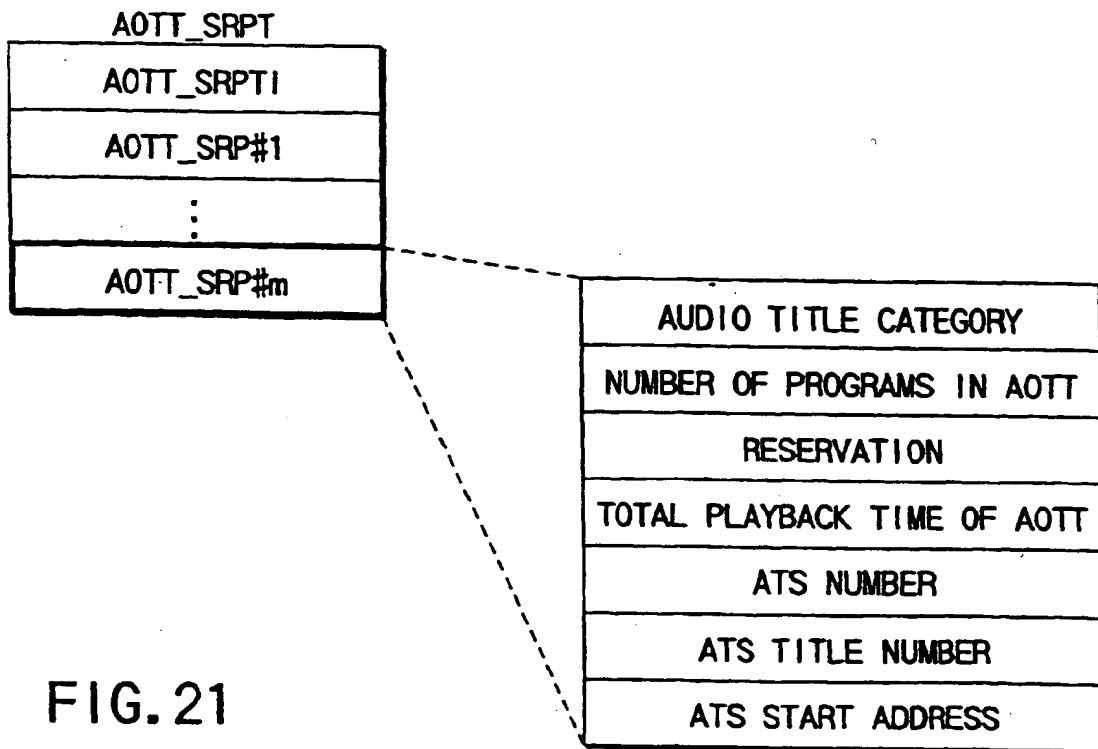 AOTT_SRPT
AOTT_SRPTI
AOTT_SRP#1
⋮
AOTT_SRP#m
AUDIO TITLE CATEGORY
NUMBER OF PROGRAMS IN AOTT
RESERVATION
TOTAL PLAYBACK TIME OF AOTT
ATS NUMBER
ATS TITLE NUMBER
ATS START ADDRESS
FIG.21